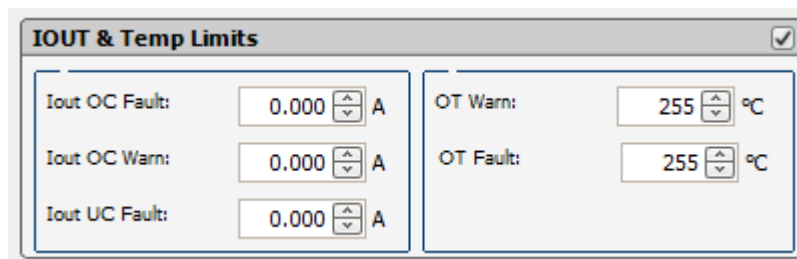 IOUT & Temp Limits
Iout OC Fault: 0.000 A
Iout OC Warn: 0.000 A
Iout UC Fault: 0.000 A
OT Warn: 255 ºC
OT Fault: 255 ºC